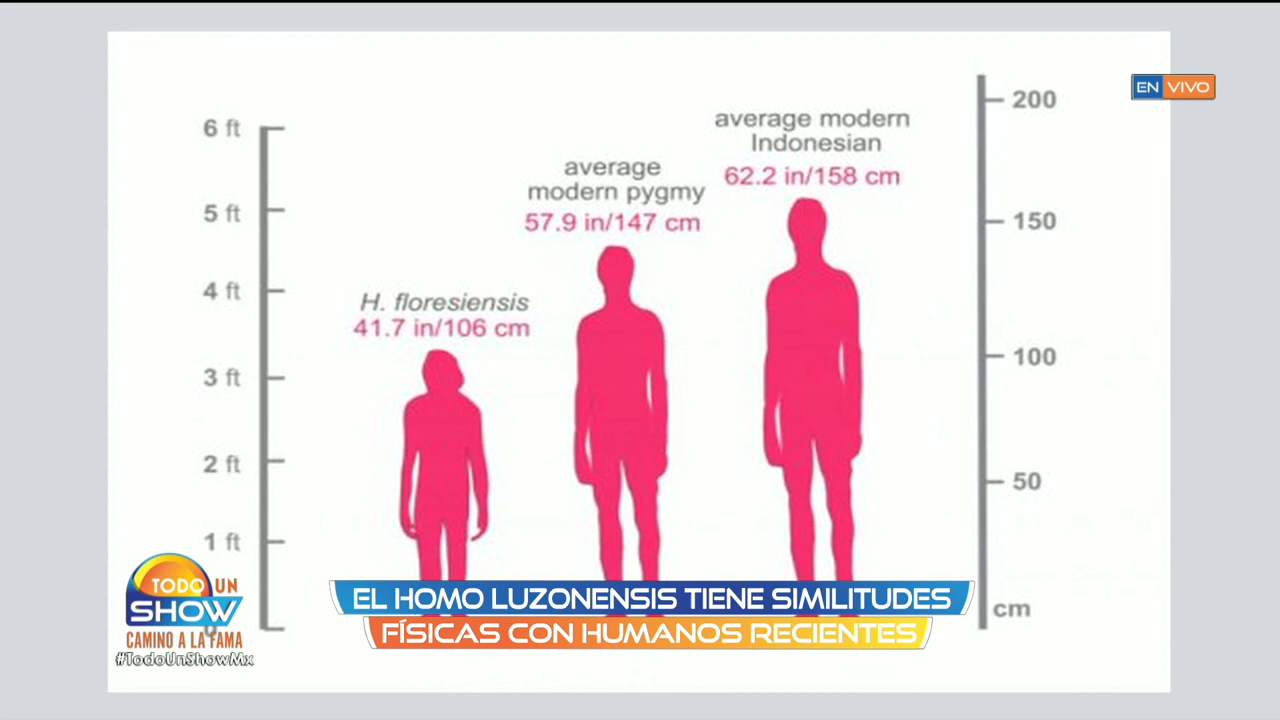 EN VIVO
200
average modern
Indonesian
62.2 in/158 cm
6 ft
average
modern pygmy
57.9 in/147 cm
5 ft
150
4 ft
H. floresiensis
41.7 in/106 cm
100
3 ft
2 ft
50
1 ft
cm
0
TODO UN
SHOW
CAMINO A LA FAMA
#TodoUnShowMx
EL HOMO LUZONENSIS TIENE SIMILITUDES
FÍSICAS CON HUMANOS RECIENTES